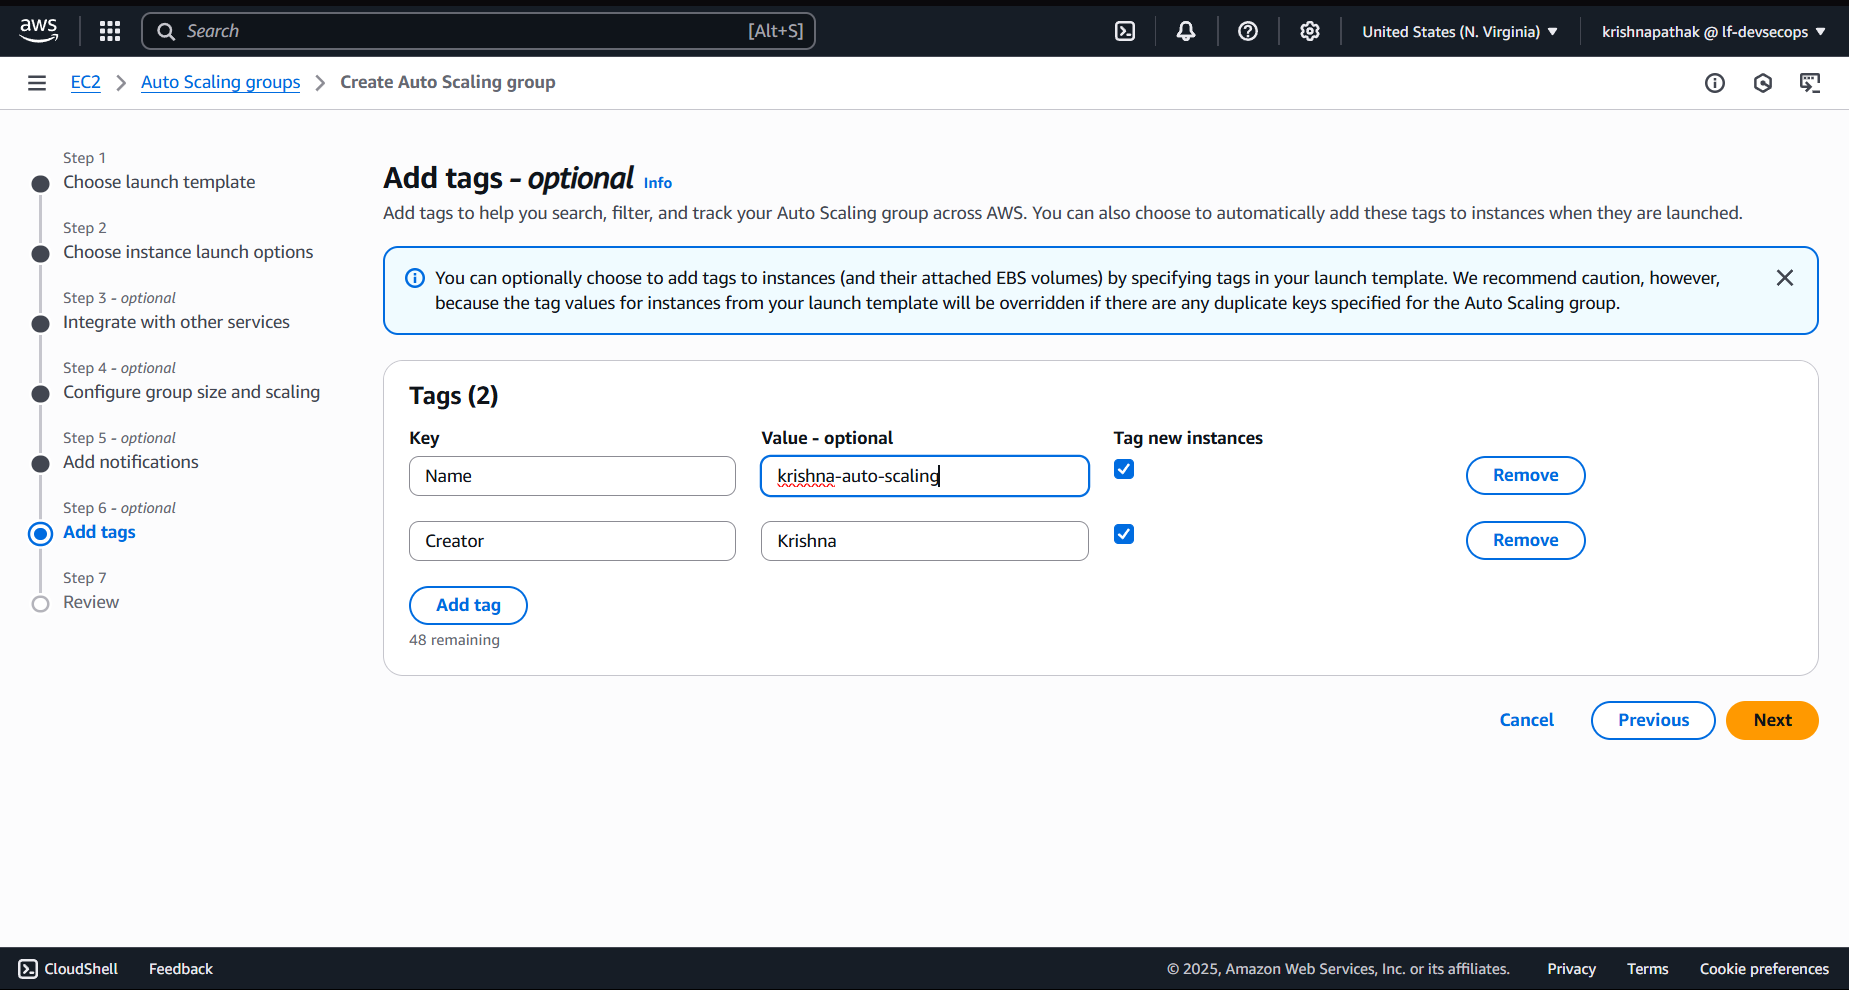 aws
Search [Alt+S]
United States (N. Virginia) ▼
krishnapathak @ lf-devsecops ▼
EC2 > Auto Scaling groups > Create Auto Scaling group
Step 1
Choose launch template
Step 2
Choose instance launch options
Step 3 - optional
Integrate with other services
Step 4 - optional
Configure group size and scaling
Step 5 - optional
Add notifications
Step 6 - optional
Add tags
Step 7
Review
Add tags - optional Info
Add tags to help you search, filter, and track your Auto Scaling group across AWS. You can also choose to automatically add these tags to instances when they are launched.
You can optionally choose to add tags to instances (and their attached EBS volumes) by specifying tags in your launch template. We recommend caution, however,
because the tag values for instances from your launch template will be overridden if there are any duplicate keys specified for the Auto Scaling group.
Tags (2)
Key Value - optional Tag new instances
Name krishna-auto-scaling Remove
Creator Krishna Remove
Add tag
48 remaining
Cancel Previous Next
CloudShell Feedback © 2025, Amazon Web Services, Inc. or its affiliates. Privacy Terms Cookie preferences